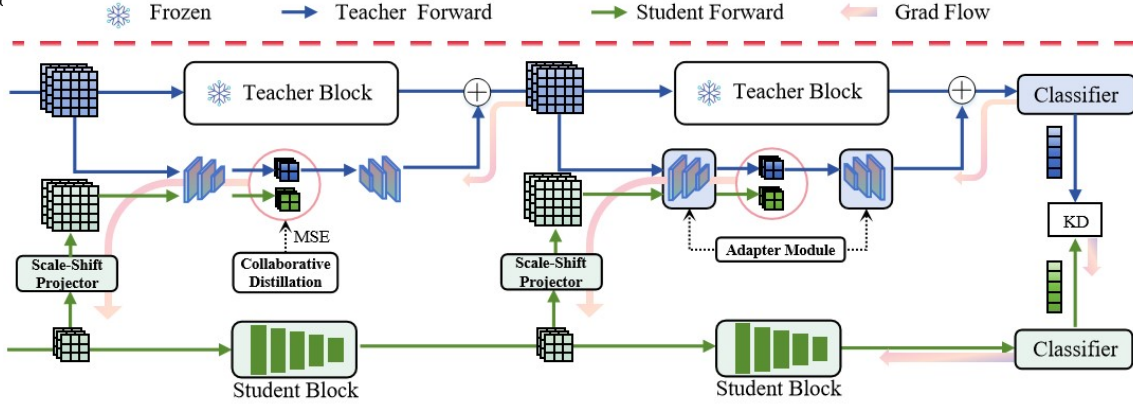 Frozen
Teacher Forward
Student Forward
Grad Flow
Teacher Block
Teacher Block
Classifier
MSE
KD
Scale-Shift
Projector
Collaborative
Distillation
Scale-Shift
Projector
Adapter Module
Student Block
Student Block
Classifier